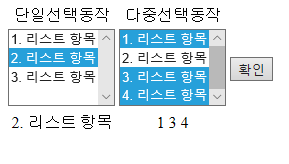 단일선택동작 다중선택동작
1. 리스트 항목 1. 리스트 항목
2. 리스트 항목 2. 리스트 항목
3. 리스트 항목 3. 리스트 항목
4. 리스트 항목
확인
2. 리스트 항목 1 3 4